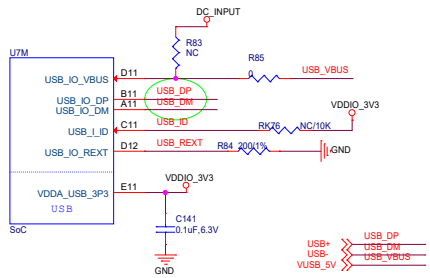 DC_INPUT
U7M
R83
NC
R85
0
USB_VBUS
USB_IO_VBUS
D11
USB_IO_DP
B11
USB_DP
USB_IO_DM
A11
USB_DM
VDDIO_3V3
USB_I_ID
C11
USB_ID
RK76
NC/10K
USB_IO_REXT
D12
USB_REXT
R84
200/1%
GND
VDDA_USB_3P3
E11
VDDIO_3V3
USB
SoC
C141
0.1uF,6.3V
GND
USB+
USB_DP
USB-
USB_DM
VUSB_5V
USB_VBUS